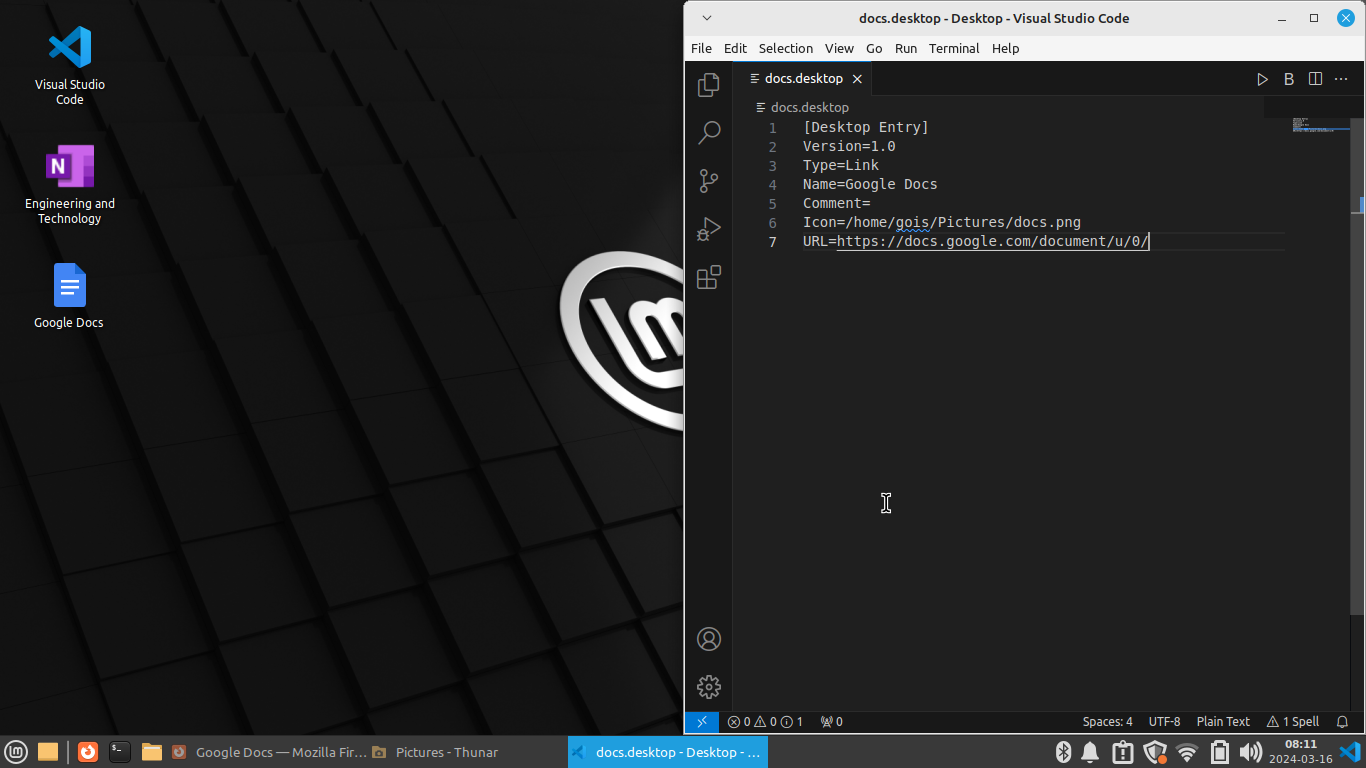 docs.desktop - Desktop - Visual Studio Code
File Edit Selection View Go Run Terminal Help
docs.desktop
B
docs.desktop
1 [Desktop Entry]
2 Version=1.0
3 Type=Link
4 Name=Google Docs
5 Comment=
6 Icon=/home/gois/Pictures/docs.png
7 URL=https://docs.google.com/document/u/0/
0 0 1 0 Spaces: 4 UTF-8 Plain Text 1 Spell
Visual Studio
Code
N
Engineering and
Technology
Google Docs
Google Docs — Mozilla Fir...
Pictures - Thunar
docs.desktop - Desktop - ...
08:11
2024-03-16